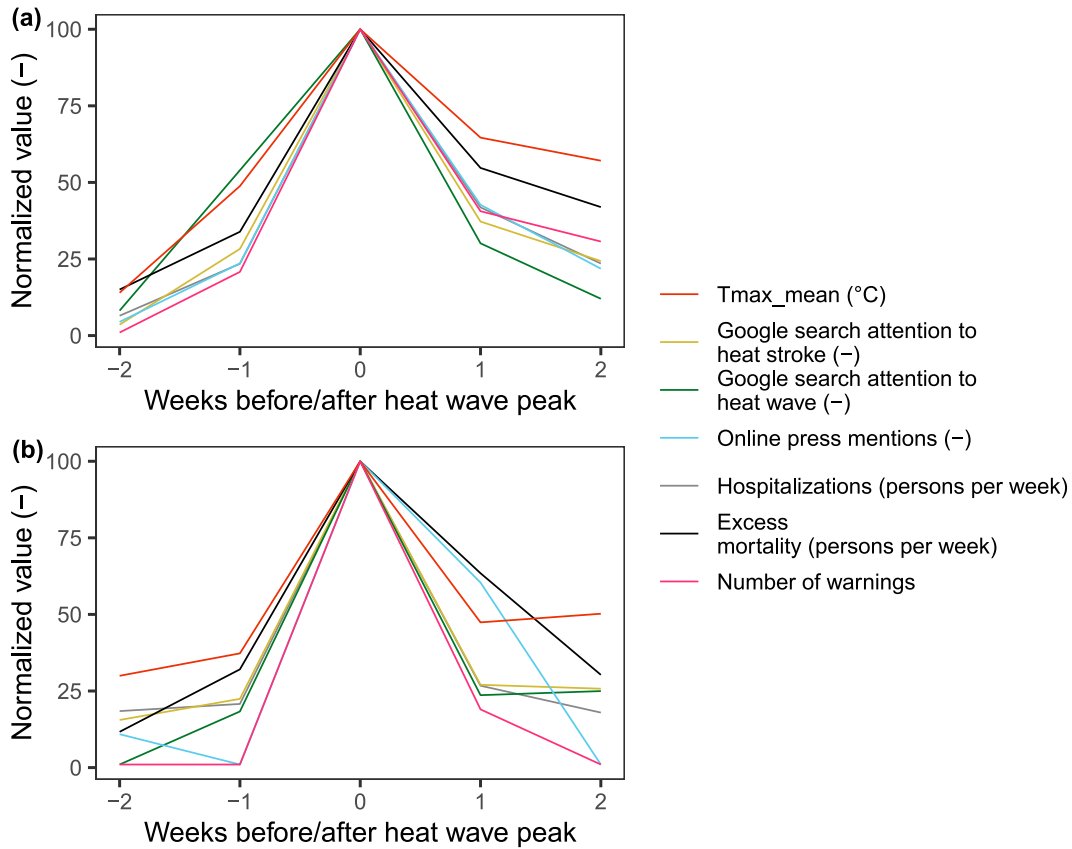 (a)
100
75
50
25
0
Normalized value (−)
−2 −1 0 1 2
Weeks before/after heat wave peak
(b)
100
75
50
25
0
Normalized value (−)
−2 −1 0 1 2
Weeks before/after heat wave peak
Tmax_mean (°C)
Google search attention to
heat stroke (−)
Google search attention to
heat wave (−)
Online press mentions (−)
Hospitalizations (persons per week)
Excess
mortality (persons per week)
Number of warnings